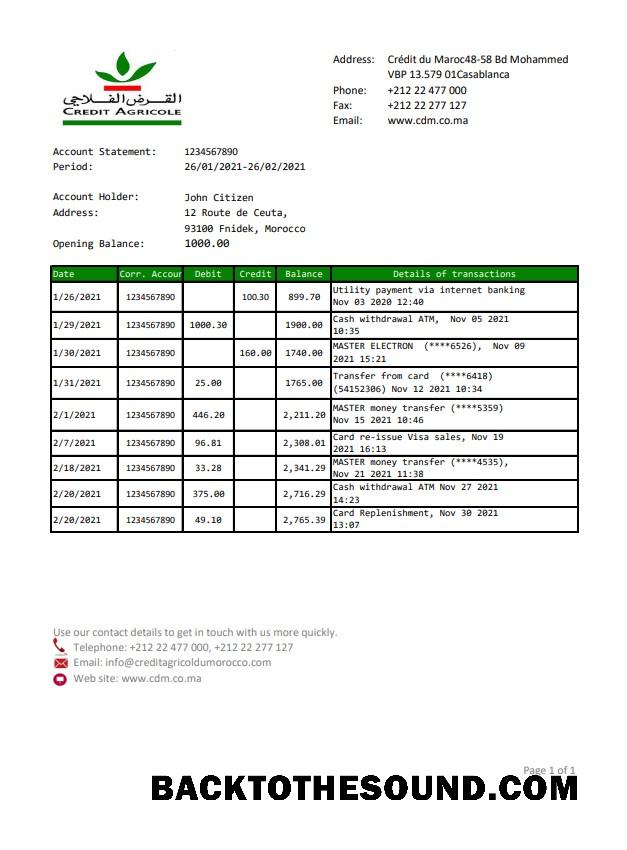 القرض الفلاحي
CREDIT AGRICOLE
Address: Crédit du Maroc48-58 Bd Mohammed
VBP 13.579 01Casablanca
Phone: +212 22 477 000
Fax: +212 22 277 127
Email: www.cdm.co.ma
Account Statement: 1234567890
Period: 26/01/2021-26/02/2021
Account Holder: John Citizen
Address: 12 Route de Ceuta,
93100 Fnidek, Morocco
Opening Balance: 1000.00
Date Corr. Accour Debit Credit Balance Details of transactions
1/26/2021 1234567890 100.30 899.70 Utility payment via internet banking
Nov 03 2020 12:40
1/29/2021 1234567890 1000.30 1900.00 Cash withdrawal ATM, Nov 05 2021
10:35
1/30/2021 1234567890 160.00 1740.00 MASTER ELECTRON (****6526), Nov 09
2021 15:21
1/31/2021 1234567890 25.00 1765.00 Transfer from card (****6418)
(54152306) Nov 12 2021 10:34
2/1/2021 1234567890 446.20 2,211.20 MASTER money transfer (****5359)
Nov 15 2021 10:46
2/7/2021 1234567890 96.81 2,308.01 Card re-issue Visa sales, Nov 19
2021 16:13
2/18/2021 1234567890 33.28 2,341.29 MASTER money transfer (****4535),
Nov 21 2021 11:38
2/20/2021 1234567890 375.00 2,716.29 Cash withdrawal ATM Nov 27 2021
14:23
2/20/2021 1234567890 49.10 2,765.39 Card Replenishment, Nov 30 2021
13:07
Use our contact details to get in touch with us more quickly.
Telephone: +212 22 477 000, +212 22 277 127
Email: info@creditagricoldumorocco.com
Web site: www.cdm.co.ma
Page 1 of 1
BACKTOTHESOUND.COM